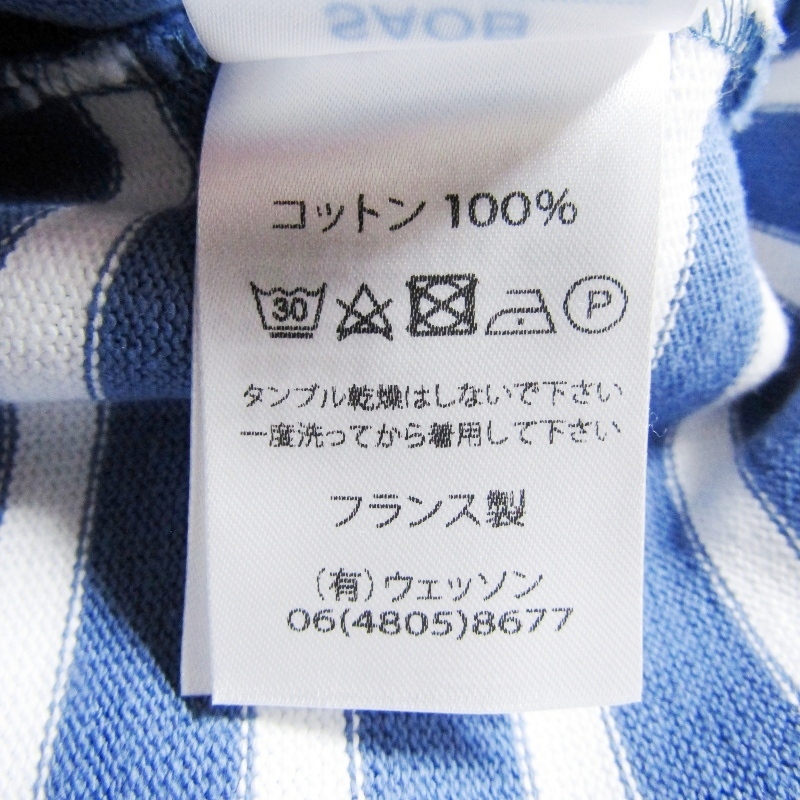 コットン 100%
30 P
タンブル乾燥はしないで下さい
一度洗ってから着用して下さい
フランス製
（有）ウェッソン
06(4805)8677